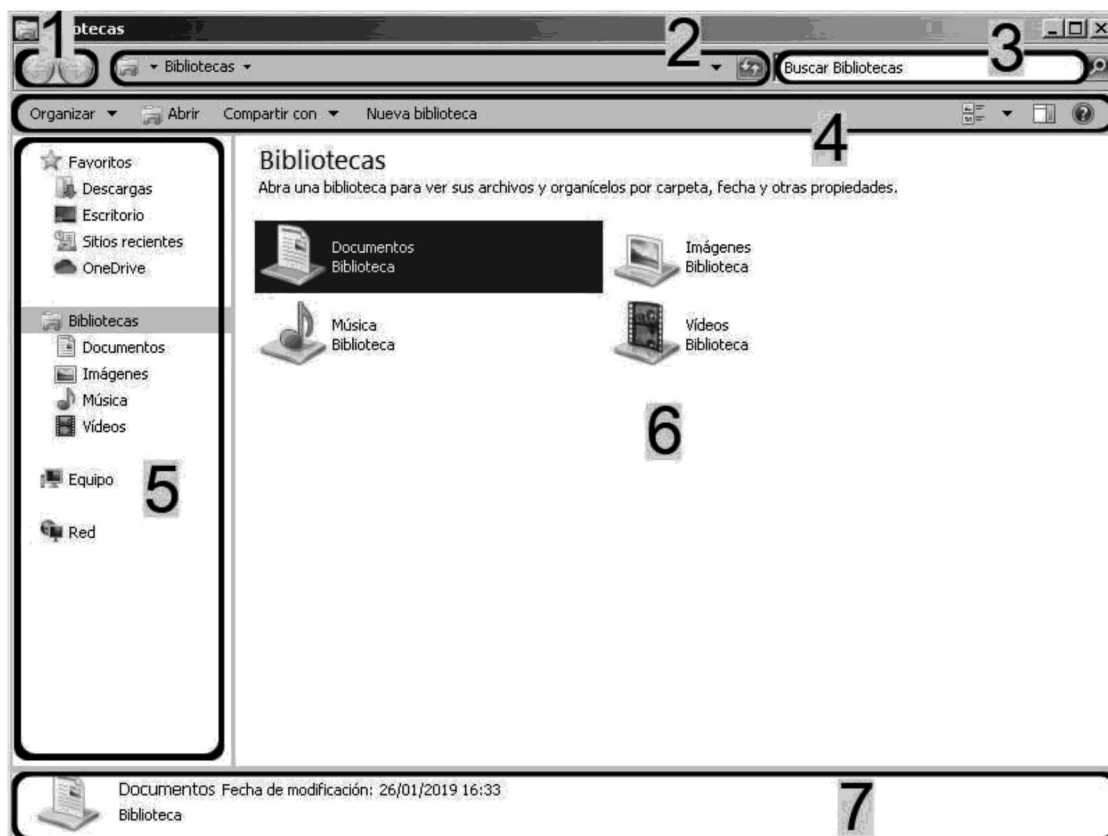 1
bliotecas
2
3
Bibliotecas
Buscar Bibliotecas
Organizar Abrir Compartir con Nueva biblioteca
4
Favoritos
Descargas
Escritorio
Sitios recientes
OneDrive
Bibliotecas
Documentos
Imágenes
Música
Vídeos
Equipo
5
Red
Bibliotecas
Abra una biblioteca para ver sus archivos y organícelos por carpeta, fecha y otras propiedades.
Documentos
Biblioteca
Imágenes
Biblioteca
Música
Biblioteca
Vídeos
Biblioteca
6
Documentos Fecha de modificación: 26/01/2019 16:33
Biblioteca
7